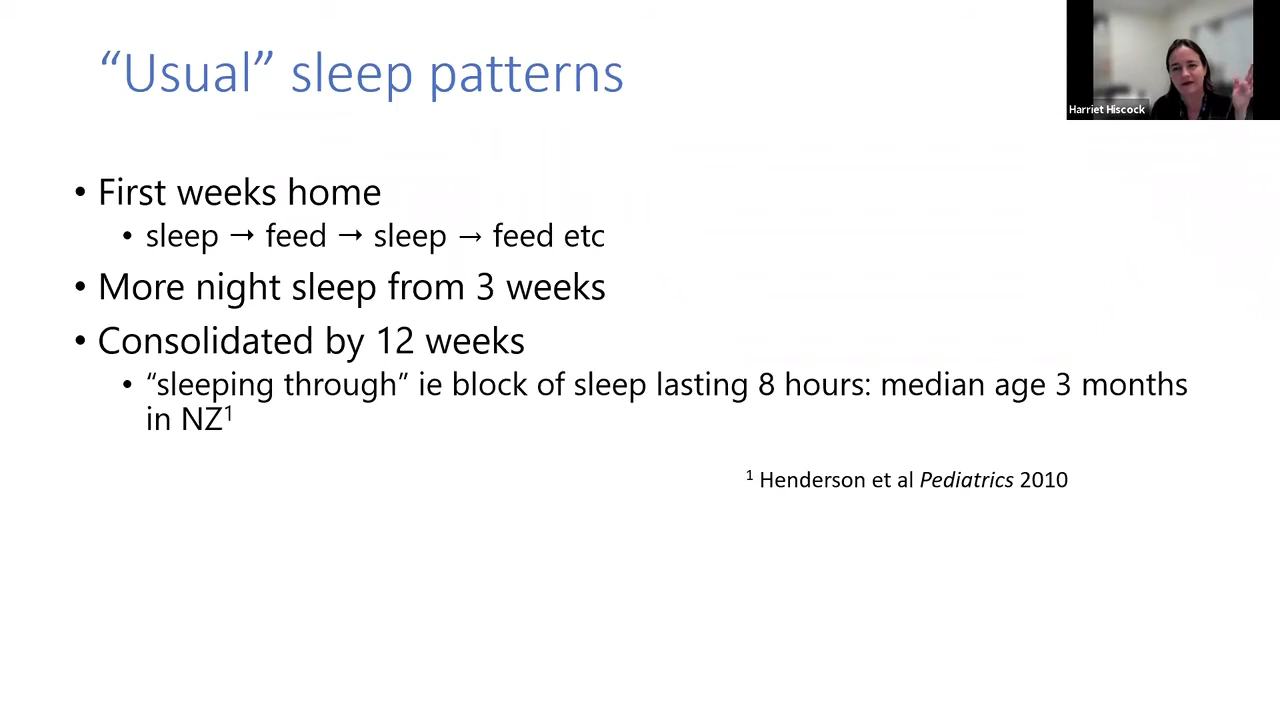 “Usual” sleep patterns
Harriet Hiscock
• First weeks home
• sleep → feed → sleep → feed etc
• More night sleep from 3 weeks
• Consolidated by 12 weeks
• “sleeping through” ie block of sleep lasting 8 hours: median age 3 months
in NZ¹
¹ Henderson et al Pediatrics 2010